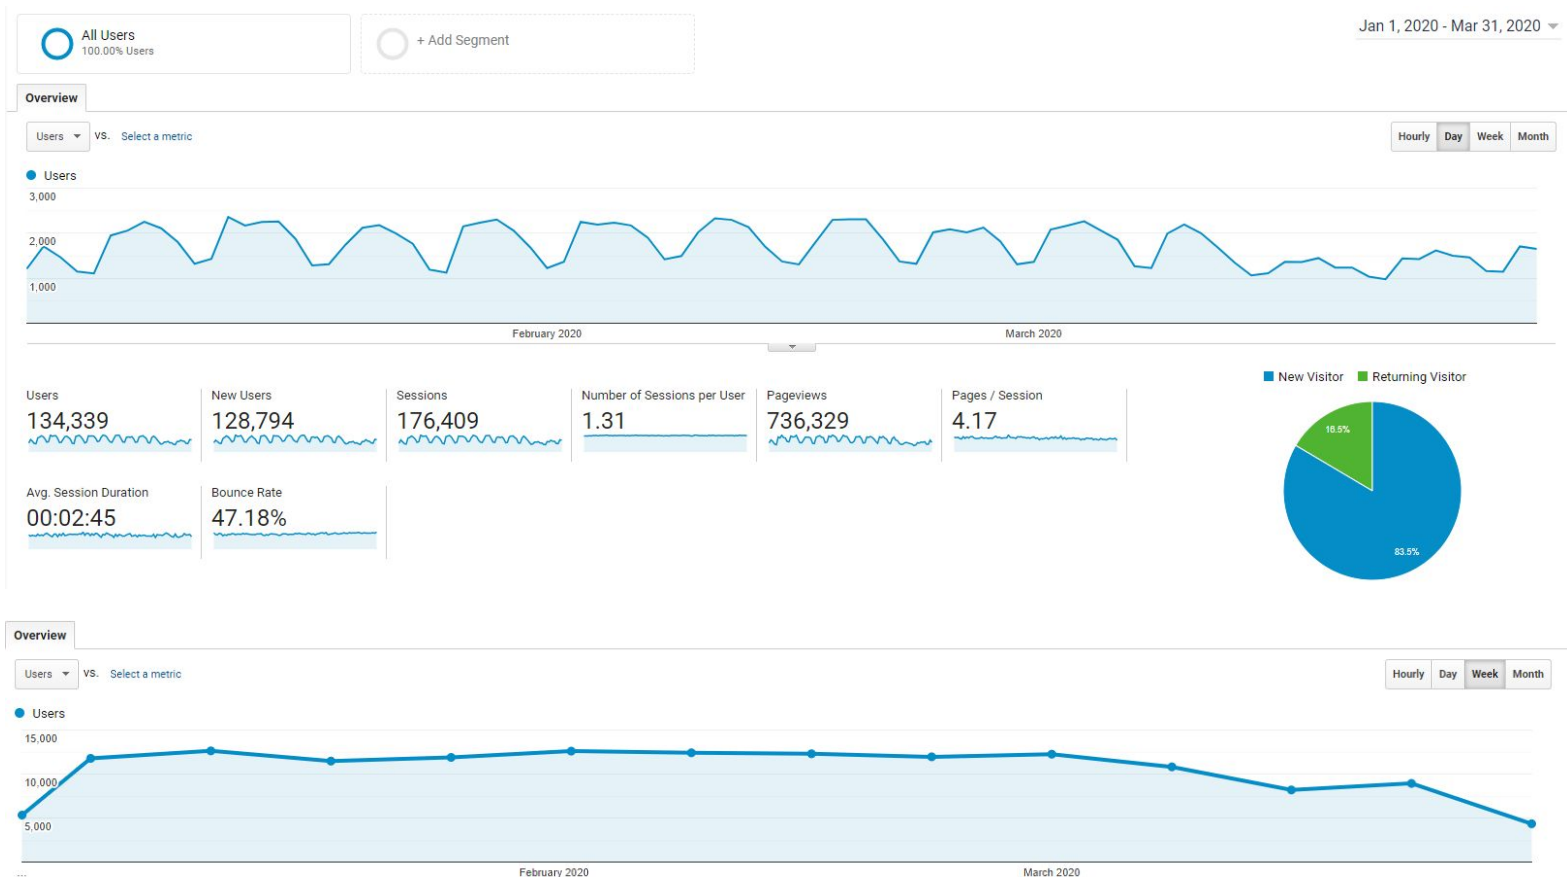 All Users
100.00% Users
+ Add Segment
Jan 1, 2020 - Mar 31, 2020
Overview
Users VS. Select a metric
Hourly Day Week Month
Users
3,000
2,000
1,000
February 2020 March 2020
New Visitor Returning Visitor
Users New Users Sessions Number of Sessions per User Pageviews Pages / Session
134,339 128,794 176,409 1.31 736,329 4.17
16.5%
Avg. Session Duration Bounce Rate
00:02:45 47.18%
83.5%
Overview
Users VS. Select a metric
Hourly Day Week Month
Users
15,000
10,000
5,000
... February 2020 March 2020